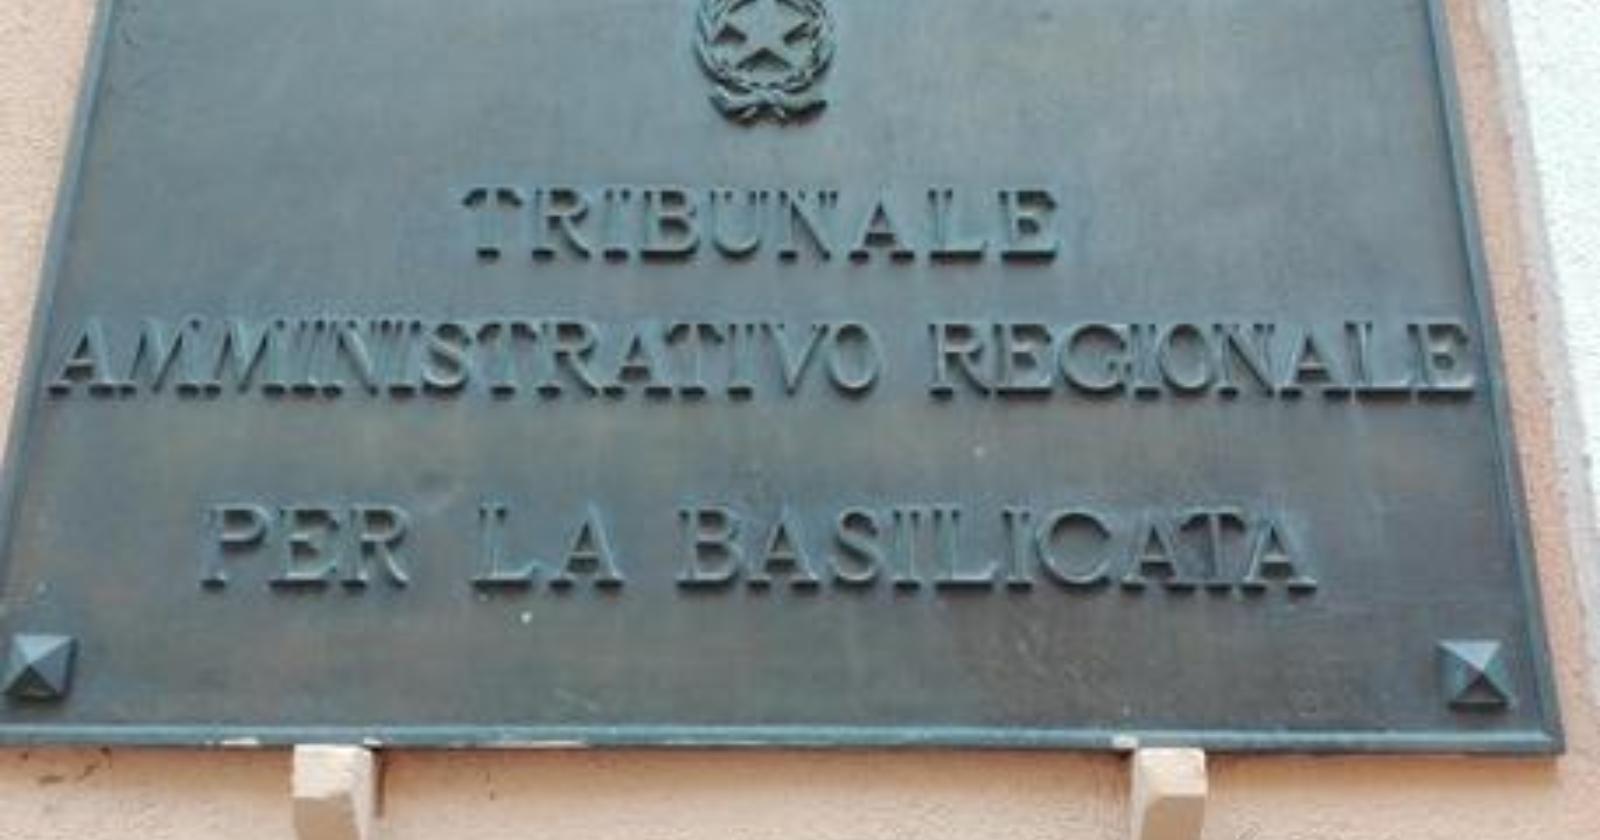 TRIBUNALE
AMMINISTRATIVO REGIONALE
PER LA BASILICATA